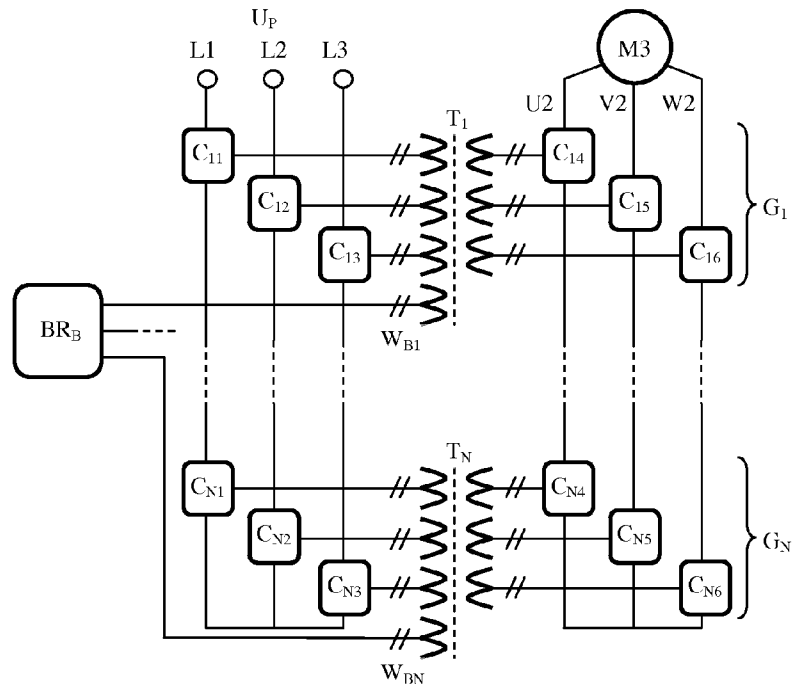 U_P
L1 L2 L3
M3
U2 V2 W2
T_1
C_11 C_14
C_12 C_15 G_1
C_13 C_16
BR_B
W_B1
T_N
C_N1 C_N4
C_N2 C_N5 G_N
C_N3 C_N6
W_BN